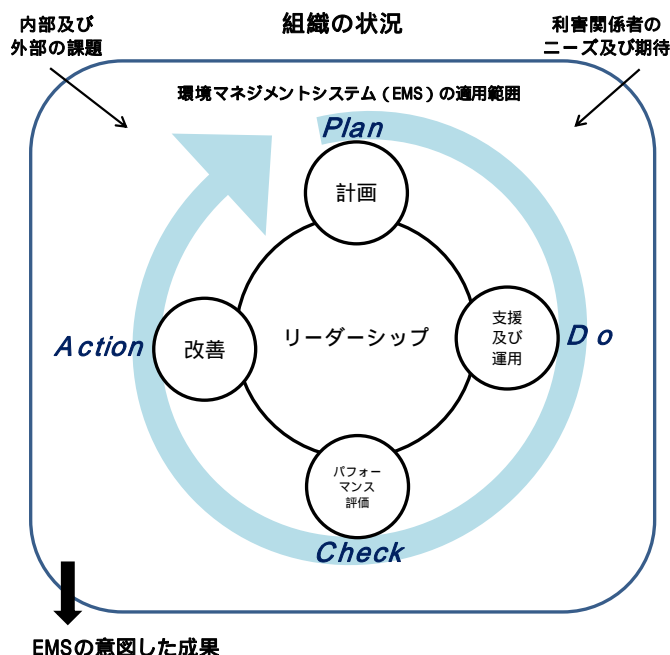 組織の状況
内部及び
外部の課題
利害関係者の
ニーズ及び期待
環境マネジメントシステム(EMS)の適用範囲
Plan
計画
リーダーシップ
支援
及び
運用
Do
Action
改善
パフォー
マンス
評価
Check
EMSの意図した成果